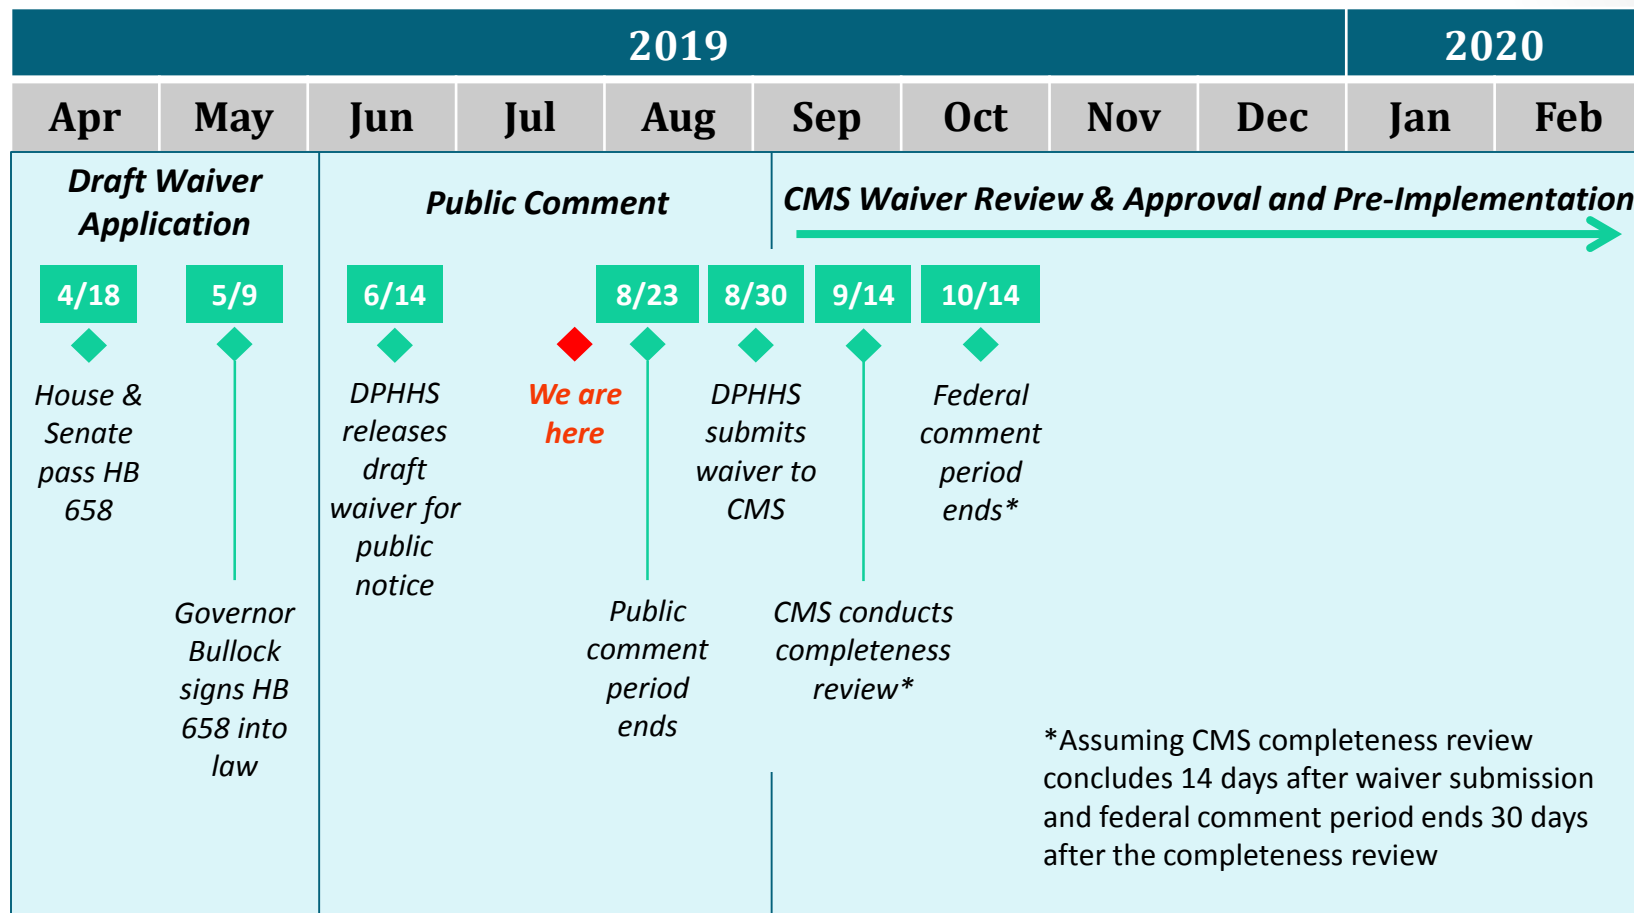 2019
2020
Apr
May
Jun
Jul
Aug
Sep
Oct
Nov
Dec
Jan
Feb
Draft Waiver
Application
Public Comment
CMS Waiver Review & Approval and Pre-Implementation
4/18
5/9
6/14
8/23
8/30
9/14
10/14
House &
Senate
pass HB
658
Governor
Bullock
signs HB
658 into
law
DPHHS
releases
draft
waiver for
public
notice
We are
here
Public
comment
period
ends
DPHHS
submits
waiver to
CMS
CMS conducts
completeness
review*
Federal
comment
period
ends*
*Assuming CMS completeness review
concludes 14 days after waiver submission
and federal comment period ends 30 days
after the completeness review